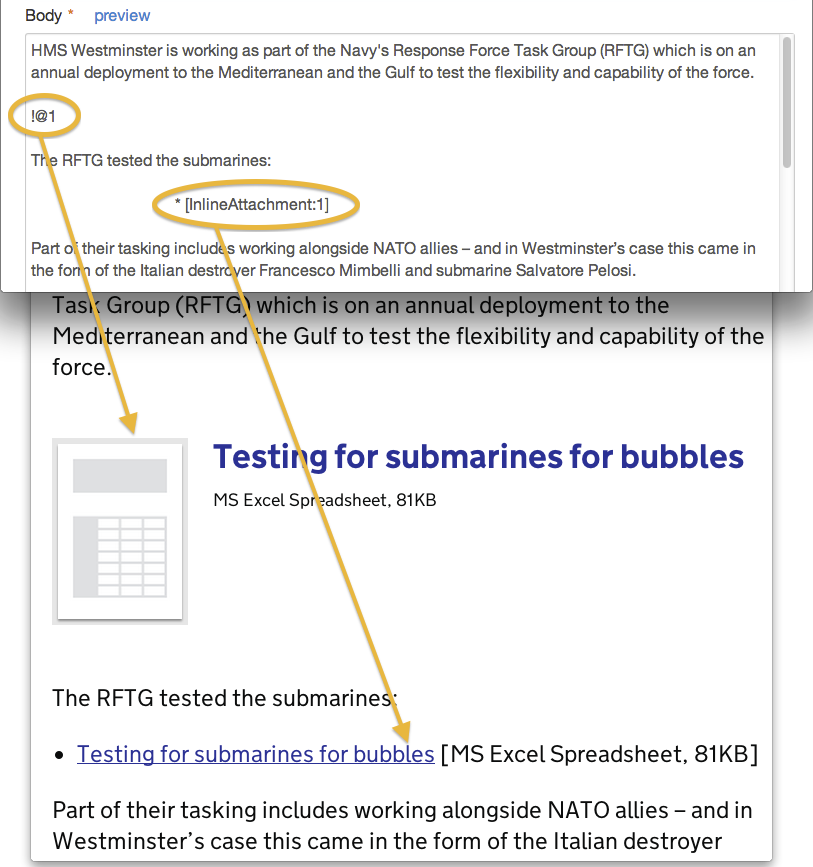 Body * preview
HMS Westminster is working as part of the Navy's Response Force Task Group (RFTG) which is on an
annual deployment to the Mediterranean and the Gulf to test the flexibility and capability of the force.
!@1
The RFTG tested the submarines:
* [InlineAttachment:1]
Part of their tasking includes working alongside NATO allies – and in Westminster's case this came in
the form of the Italian destroyer Francesco Mimbelli and submarine Salvatore Pelosi.
Task Group (RFTG) which is on an annual deployment to the
Mediterranean and the Gulf to test the flexibility and capability of the
force.
Testing for submarines for bubbles
MS Excel Spreadsheet, 81KB
The RFTG tested the submarines:
• Testing for submarines for bubbles [MS Excel Spreadsheet, 81KB]
Part of their tasking includes working alongside NATO allies – and in
Westminster’s case this came in the form of the Italian destroyer